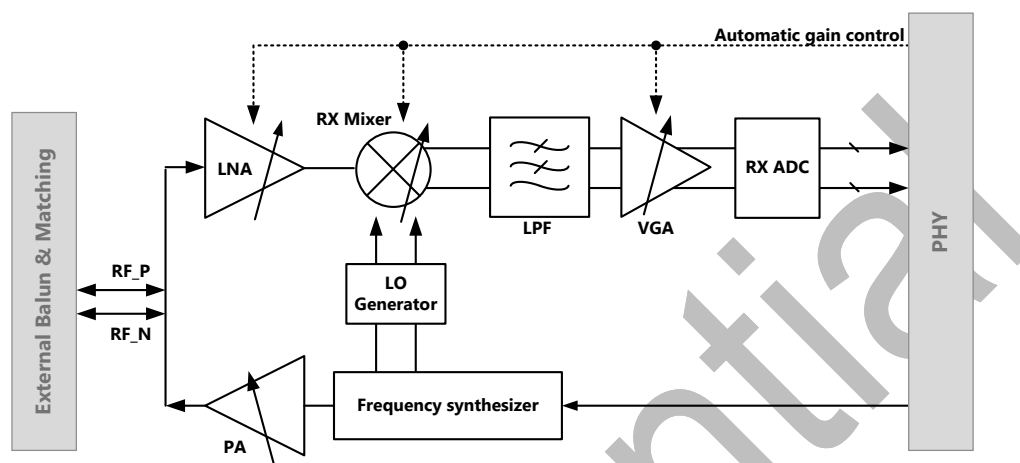 Automatic gain control
RX Mixer
LNA
LPF
VGA
RX ADC
External Balun & Matching
PHY
RF_P
RF_N
LO
Generator
Frequency synthesizer
PA